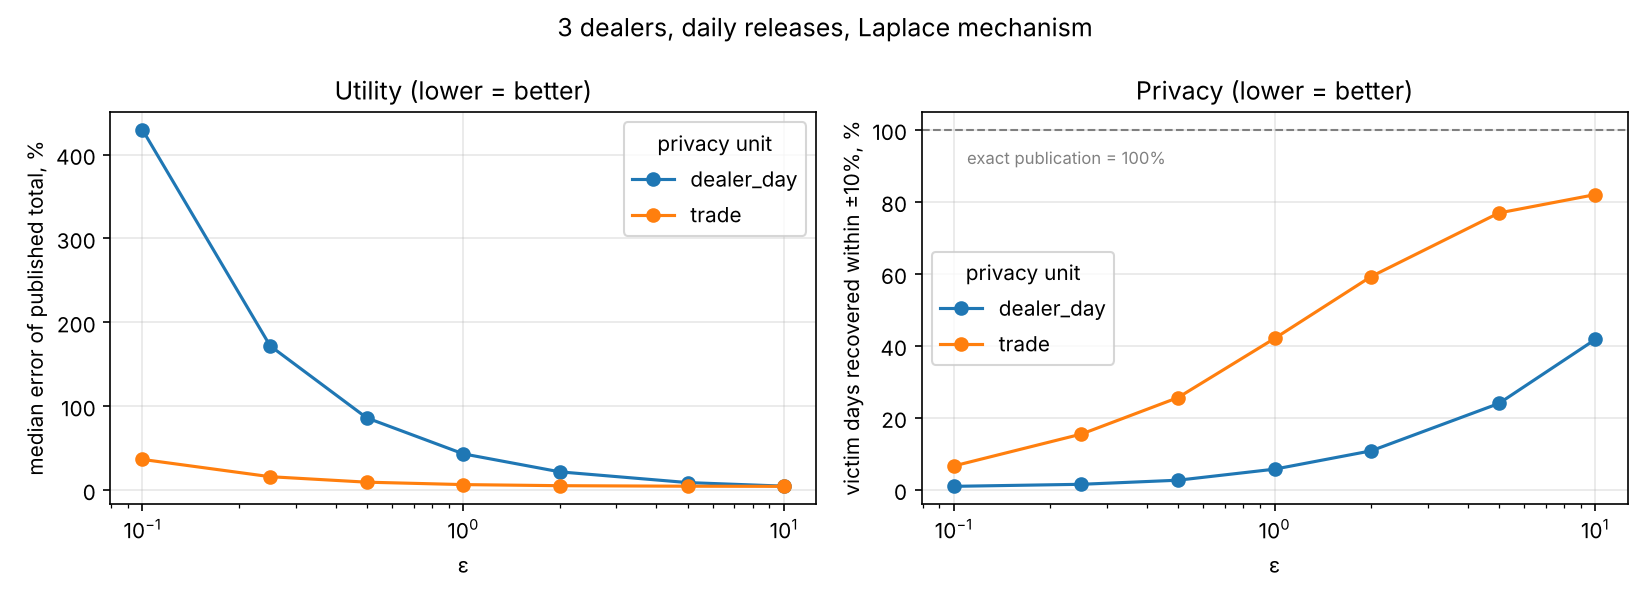 3 dealers, daily releases, Laplace mechanism
Utility (lower = better)
median error of published total, %
400
300
200
100
0
privacy unit
dealer_day
trade
10⁻¹
10⁰
10¹
ε
Privacy (lower = better)
victim days recovered within ±10%, %
100
80
60
40
20
0
exact publication = 100%
privacy unit
dealer_day
trade
10⁻¹
10⁰
10¹
ε